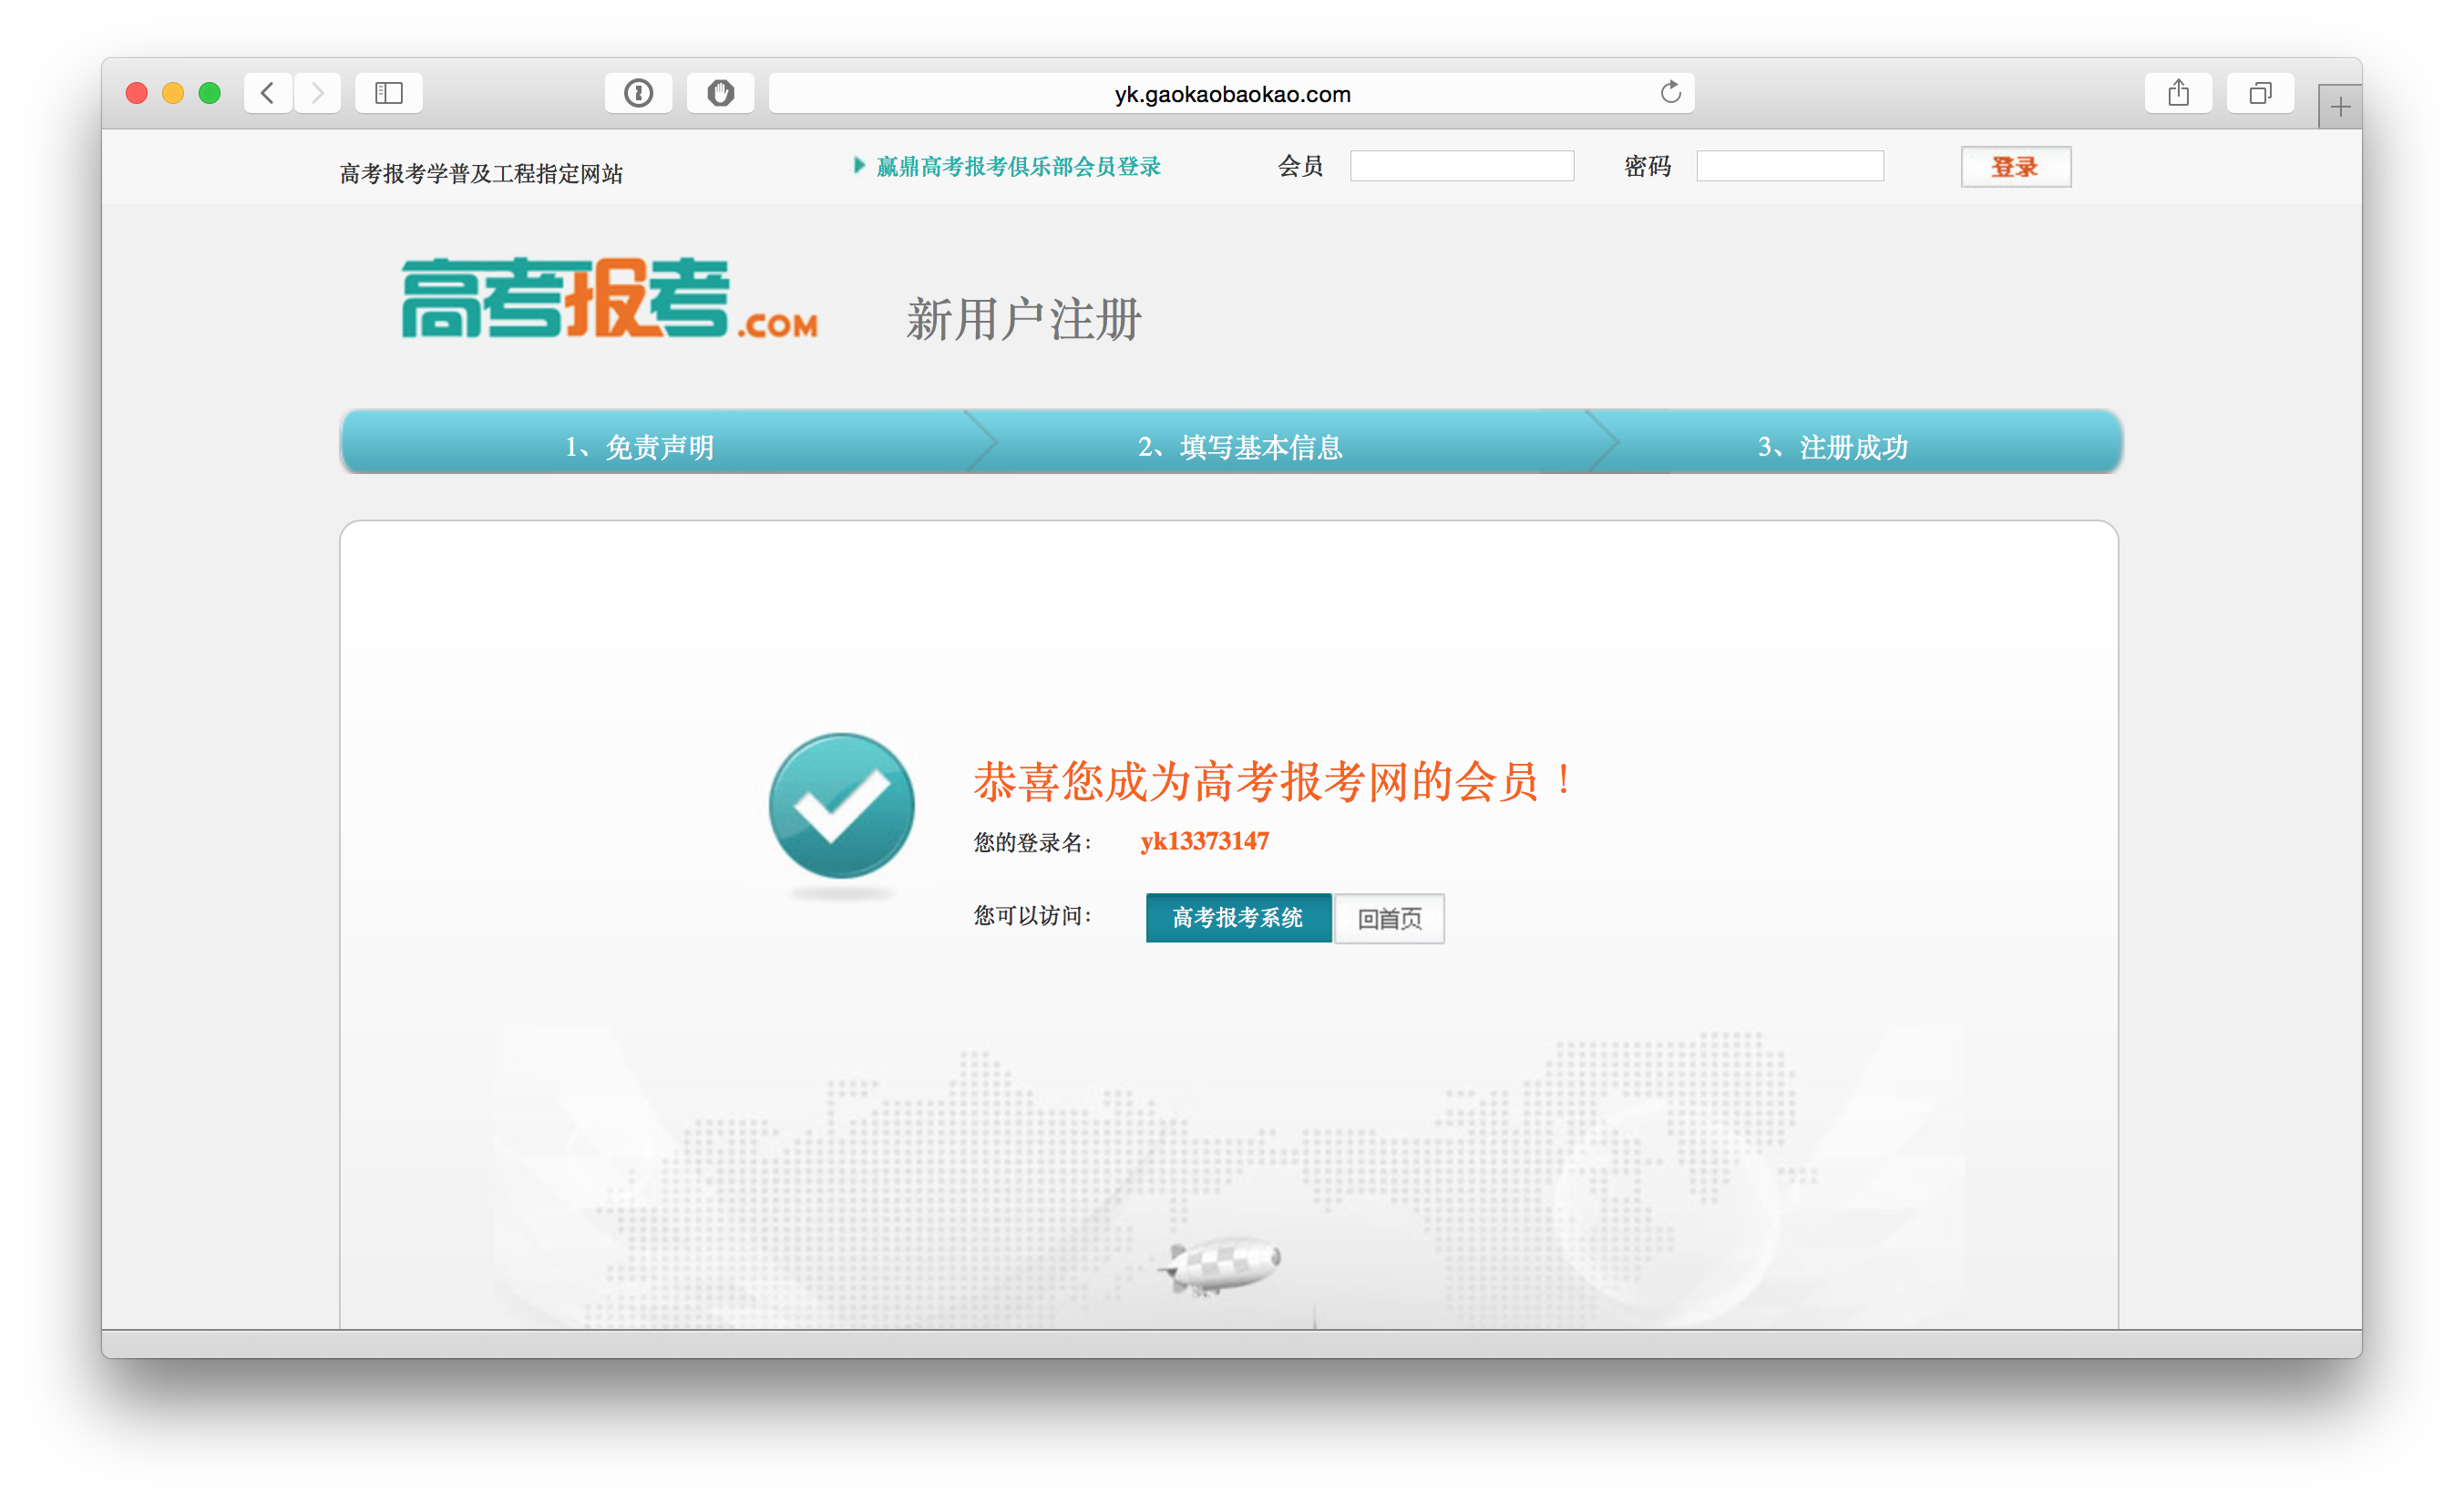 yk.gaokaobaokao.com
高考报考学普及工程指定网站
赢鼎高考报考俱乐部会员登录 会员 密码 登录
高考报考.COM 新用户注册
1、免责声明 2、填写基本信息 3、注册成功
恭喜您成为高考报考网的会员！
您的登录名： yk13373147
您可以访问： 高考报考系统 回首页